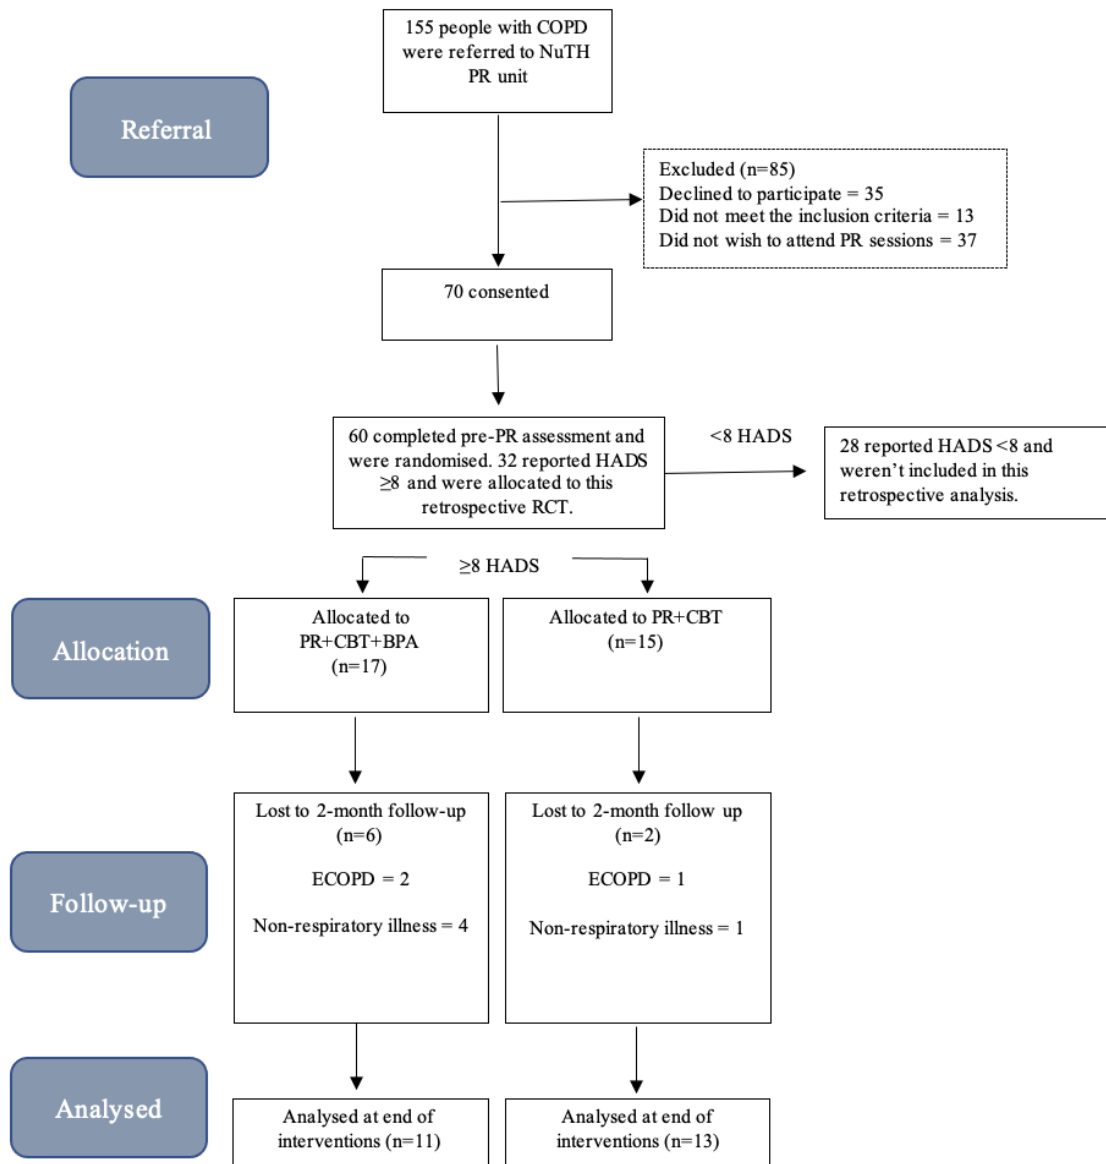 155 people with COPD
were referred to NuTH
PR unit
Referral
Excluded (n=85)
Declined to participate = 35
Did not meet the inclusion criteria = 13
Did not wish to attend PR sessions = 37
70 consented
60 completed pre-PR assessment and
were randomised. 32 reported HADS
≥8 and were allocated to this
retrospective RCT.
<8 HADS
28 reported HADS <8 and
weren’t included in this
retrospective analysis.
≥8 HADS
Allocation
Allocated to
PR+CBT+BPA
(n=17)
Allocated to PR+CBT
(n=15)
Follow-up
Lost to 2-month follow-up
(n=6)
ECOPD = 2
Non-respiratory illness = 4
Lost to 2-month follow up
(n=2)
ECOPD = 1
Non-respiratory illness = 1
Analysed
Analysed at end of
interventions (n=11)
Analysed at end of
interventions (n=13)